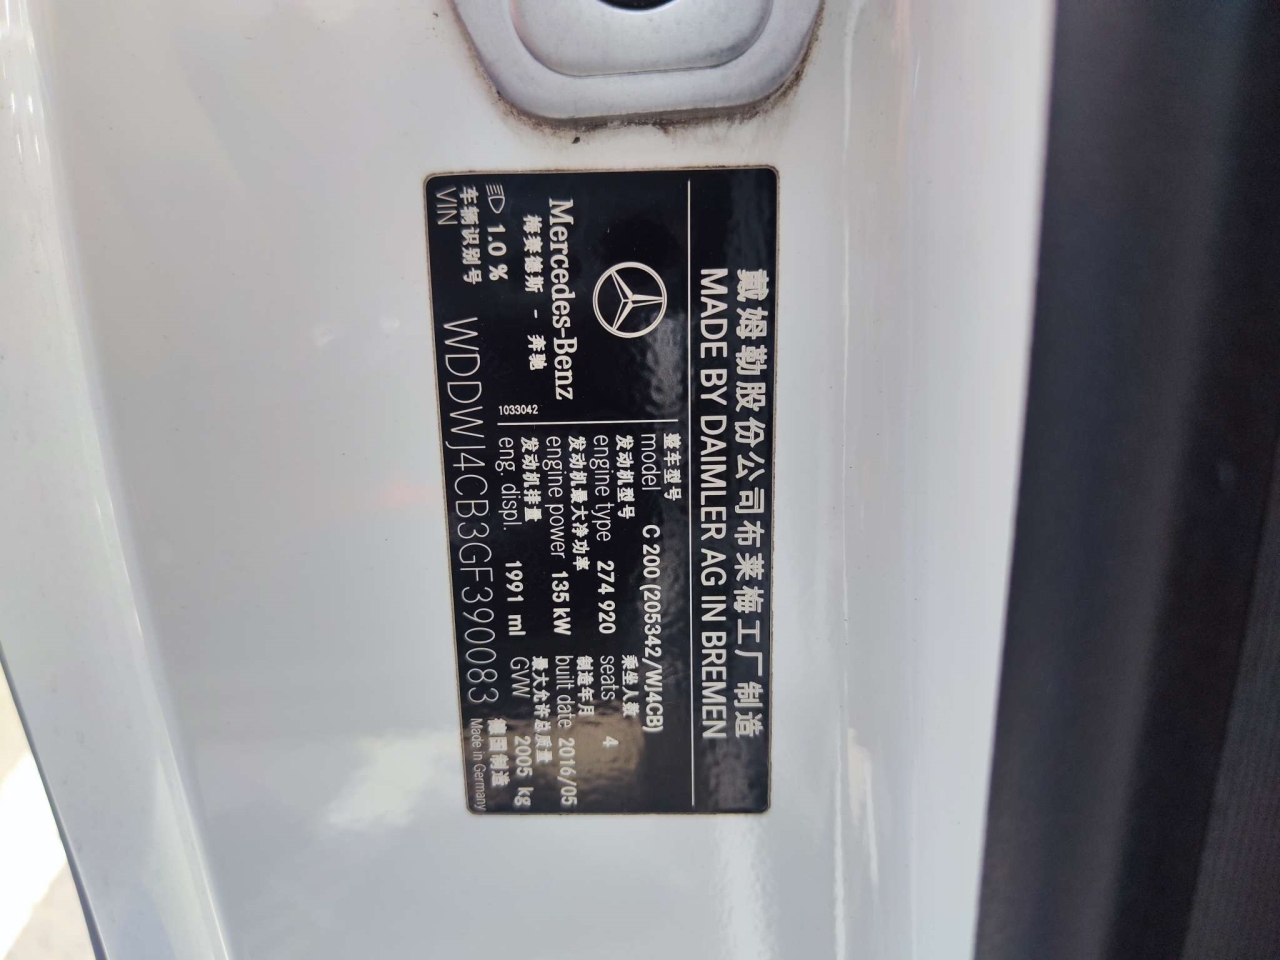 戴姆勒股份公司布莱梅工厂制造
MADE BY DAIMLER AG IN BREMEN
Mercedes-Benz
梅赛德斯 - 奔驰
1.0 %
1033042
整车型号
model C 200 (205342/WJ4CB)
发动机型号 乘坐人数
engine type 274 920 seats 4
发动机最大净功率 制造年月
engine power 135 kW built date 2016/05
发动机排量 最大允许总质量
eng. displ. 1991 ml GVW 2005 kg
车辆识别号 德国制造
VIN WDDWJ4CB3GF390083 Made in Germany